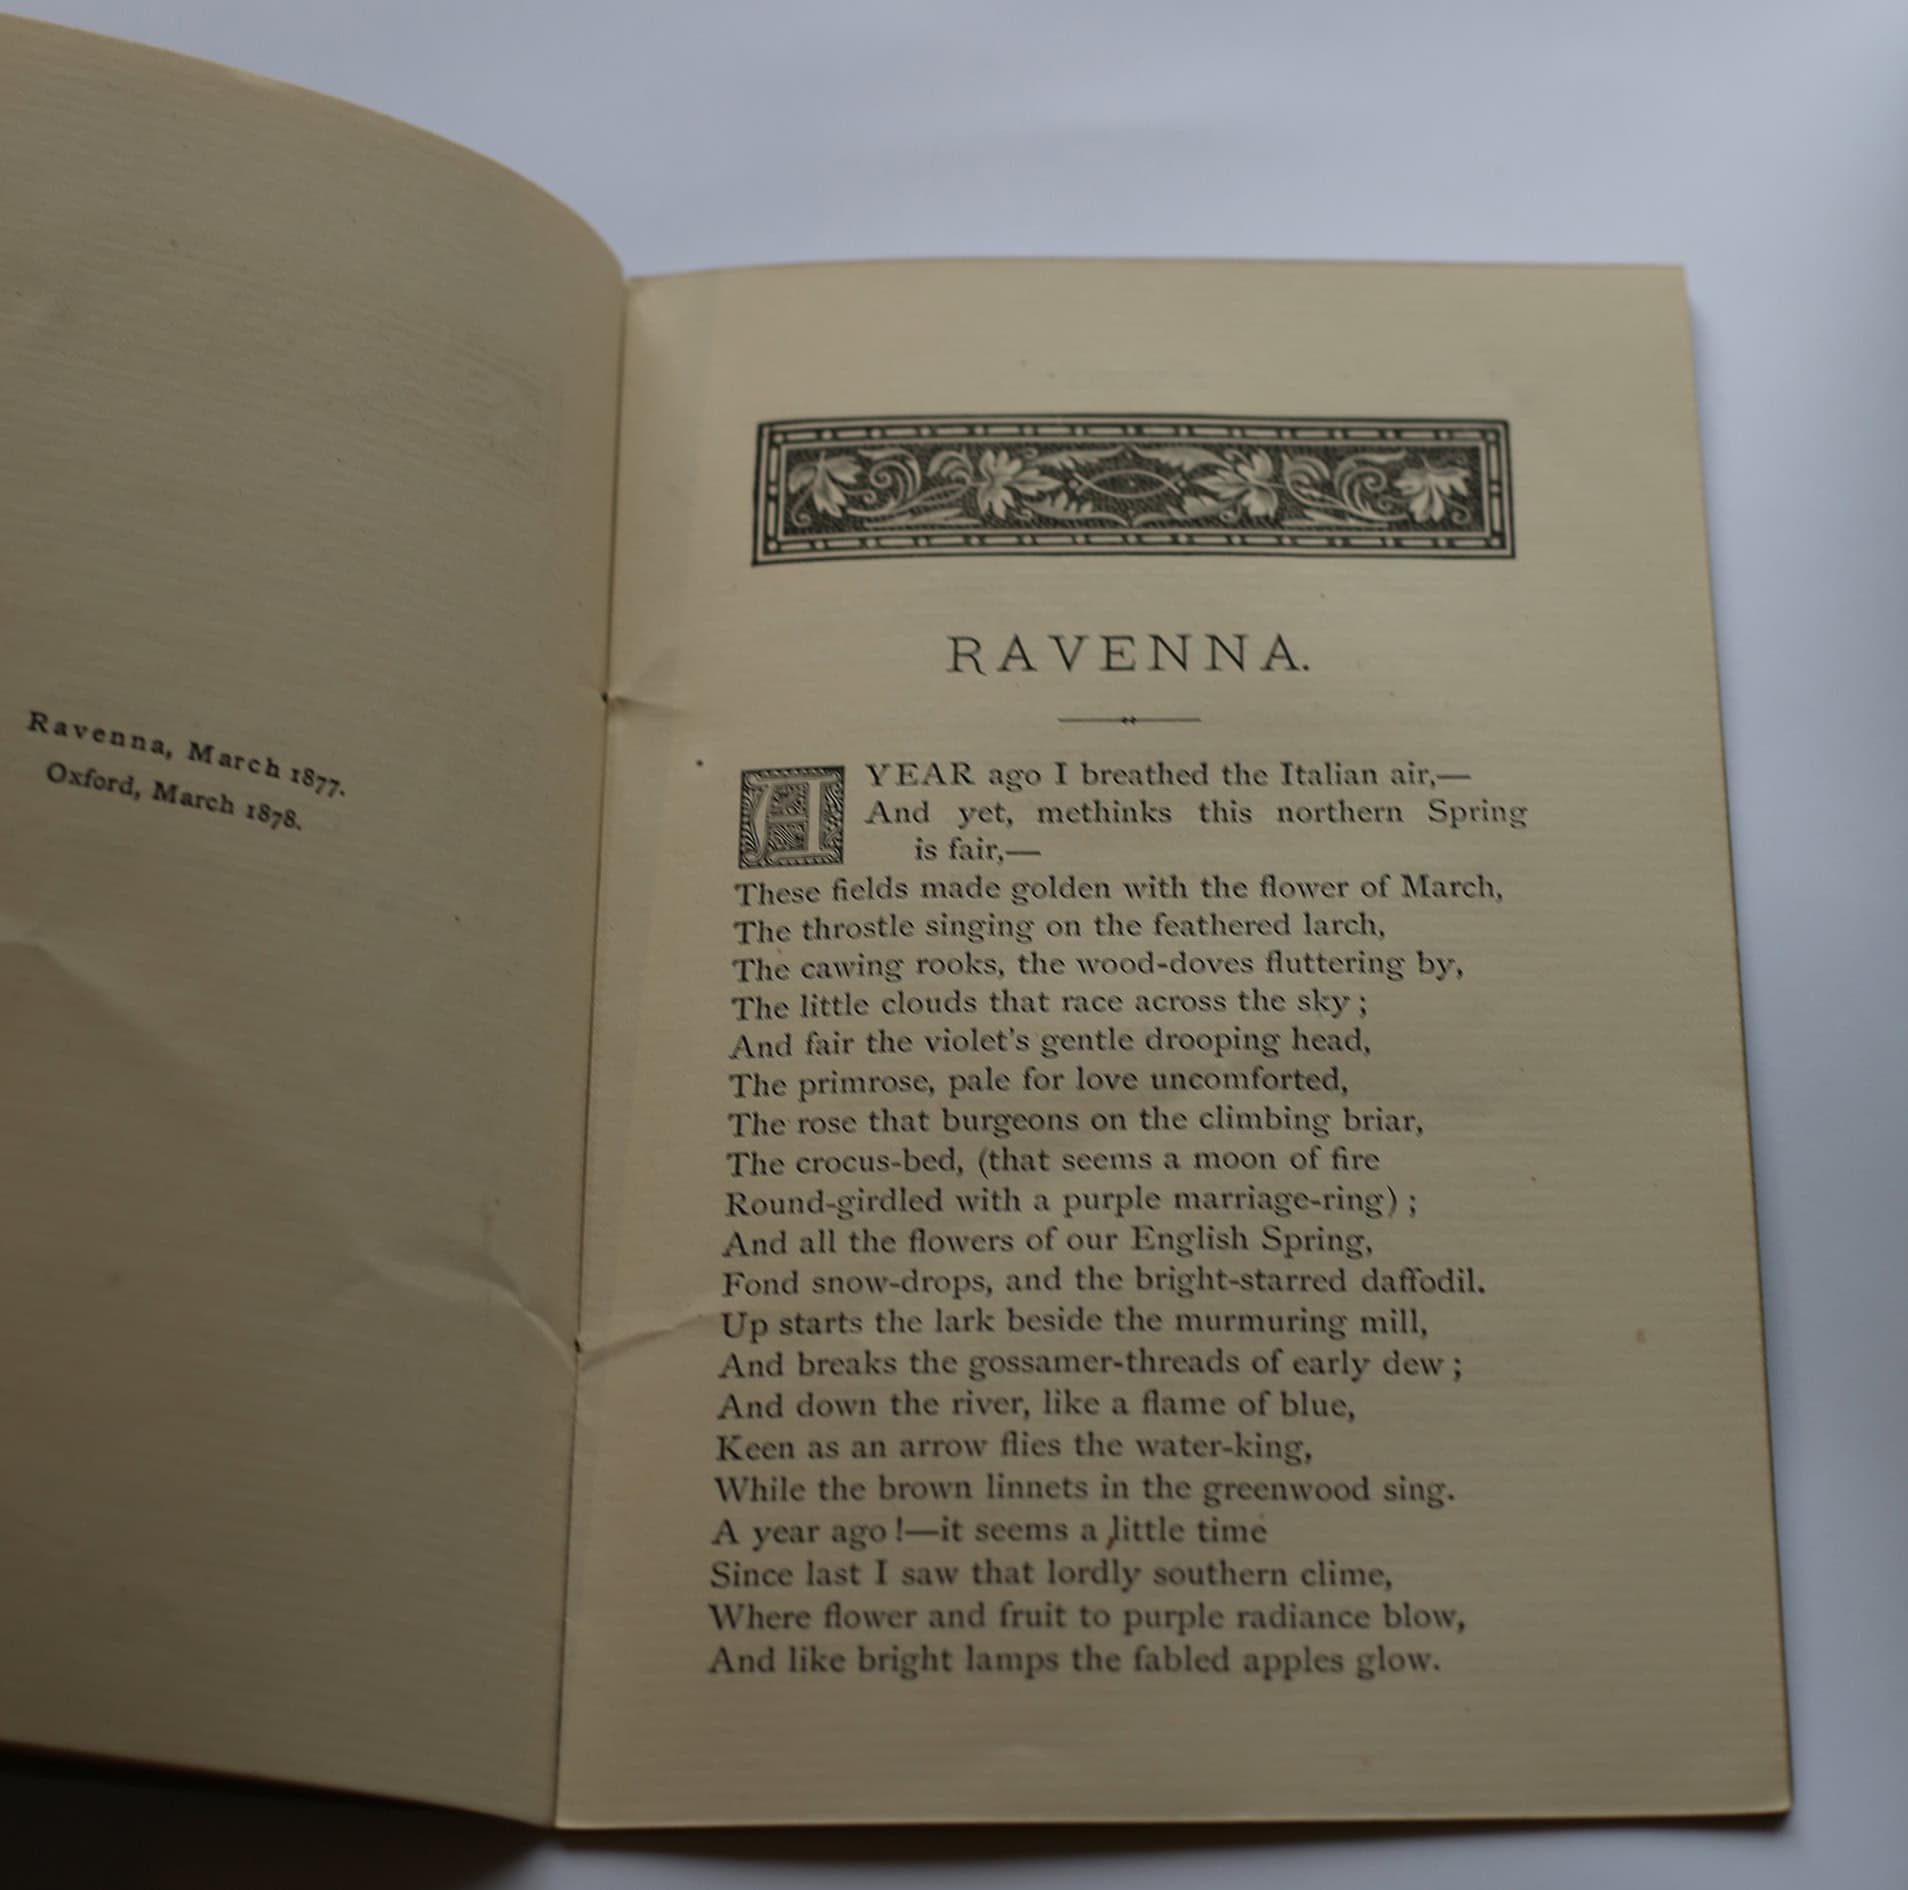 Ravenna, March 1877.
Oxford, March 1878.
RAVENNA.
A YEAR ago I breathed the Italian air,—
And yet, methinks this northern Spring
is fair,—
These fields made golden with the flower of March,
The throstle singing on the feathered larch,
The cawing rooks, the wood-doves fluttering by,
The little clouds that race across the sky ;
And fair the violet's gentle drooping head,
The primrose, pale for love uncomforted,
The rose that burgeons on the climbing briar,
The crocus-bed, (that seems a moon of fire
Round-girdled with a purple marriage-ring) ;
And all the flowers of our English Spring,
Fond snow-drops, and the bright-starred daffodil.
Up starts the lark beside the murmuring mill,
And breaks the gossamer-threads of early dew ;
And down the river, like a flame of blue,
Keen as an arrow flies the water-king,
While the brown linnets in the greenwood sing.
A year ago !—it seems a little time
Since last I saw that lordly southern clime,
Where flower and fruit to purple radiance blow,
And like bright lamps the fabled apples glow.